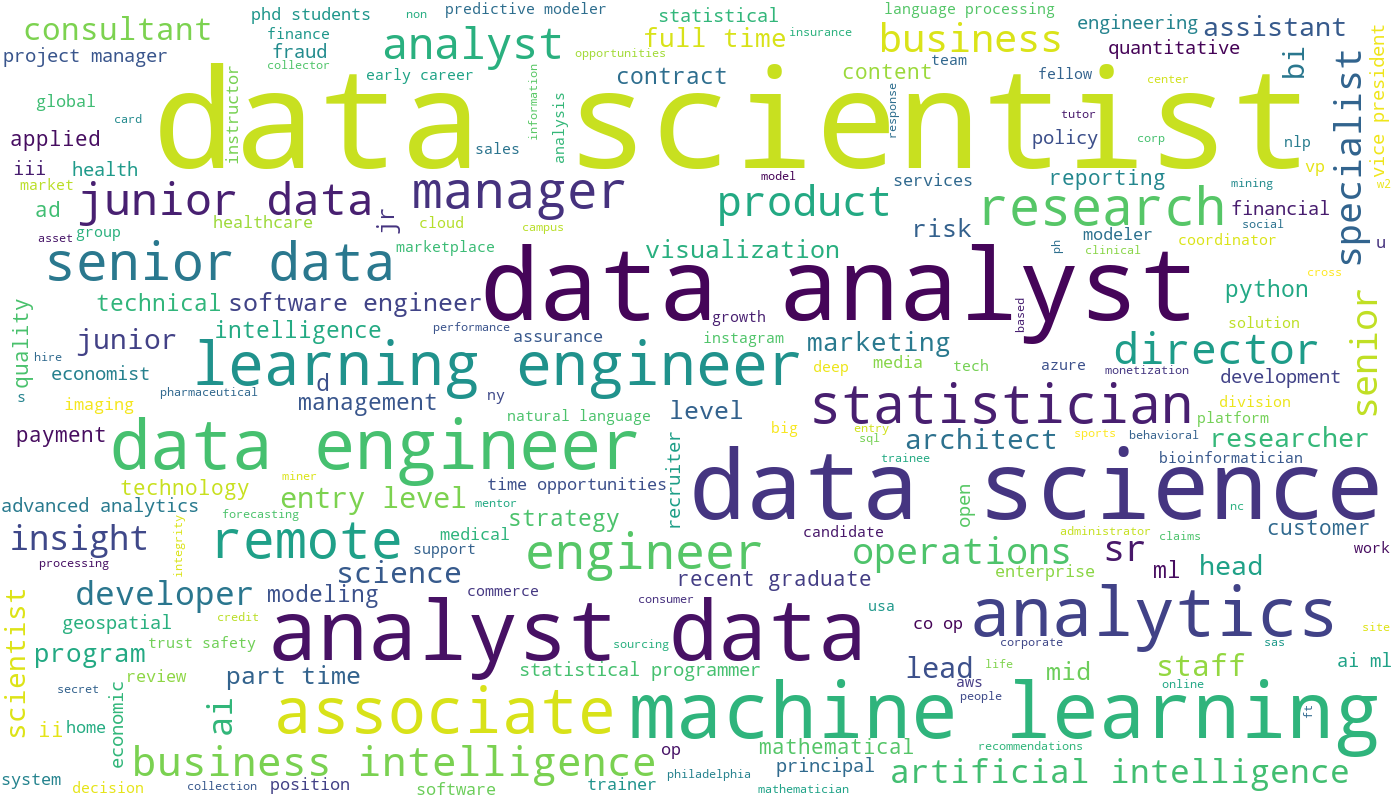 consultant
phd students
non
predictive modeler
statistical
language processing
engineering
assistant
project manager
finance
fraud
collector
analyst
early career
opportunities
full time
insurance
business
team
quantitative
bi
specialist
vice president
global
card
instructor
data scientist
information
analysis
contract
content
response
fellow
center
tutor
policy
corp
nlp
applied
sales
iii
health
market
junior data
jr
manager
model
product
services
research
reporting
mining
vp
w2
financial
social
ad
group
healthcare
cloud
campus
asset
marketplace
visualization
risk
ph
modeler
clinical
coordinator
u
senior data
data analyst
cross
technical
software engineer
growth
based
python
quality
junior
intelligence
performance
assurance
instagram
marketing
solution
senior
hire
economist
learning engineer
d
deep
media
tech
azure
director
monetization
development
s
imaging
pharmaceutical
management
ny
natural language
level
statistician
division
platform
payment
data engineer
recruiter
big
entry
sql
architect
sports
behavioral
researcher
trainee
bioinformatician
technology
miner
entry level
time opportunities
data science
advanced analytics
forecasting
mentor
strategy
open
nc
insight
integrity
remote
support
medical
engineer
candidate
operations
administrator
claims
sr
customer
work
processing
science
developer
modeling
commerce
recent graduate
consumer
enterprise
ml
head
scientist
geospatial
credit
analyst data
usa
co op
analytics
site
program
trust safety
sourcing
corporate
sas
review
part time
statistical programmer
lead
life
mid
staff
ai ml
secret
economic
ai
associate
machine learning
aws
people
online
ft
ii
home
business intelligence
op
mathematical
recommendations
system
decision
collection
position
software
trainer
philadelphia
principal
mathematician
artificial intelligence